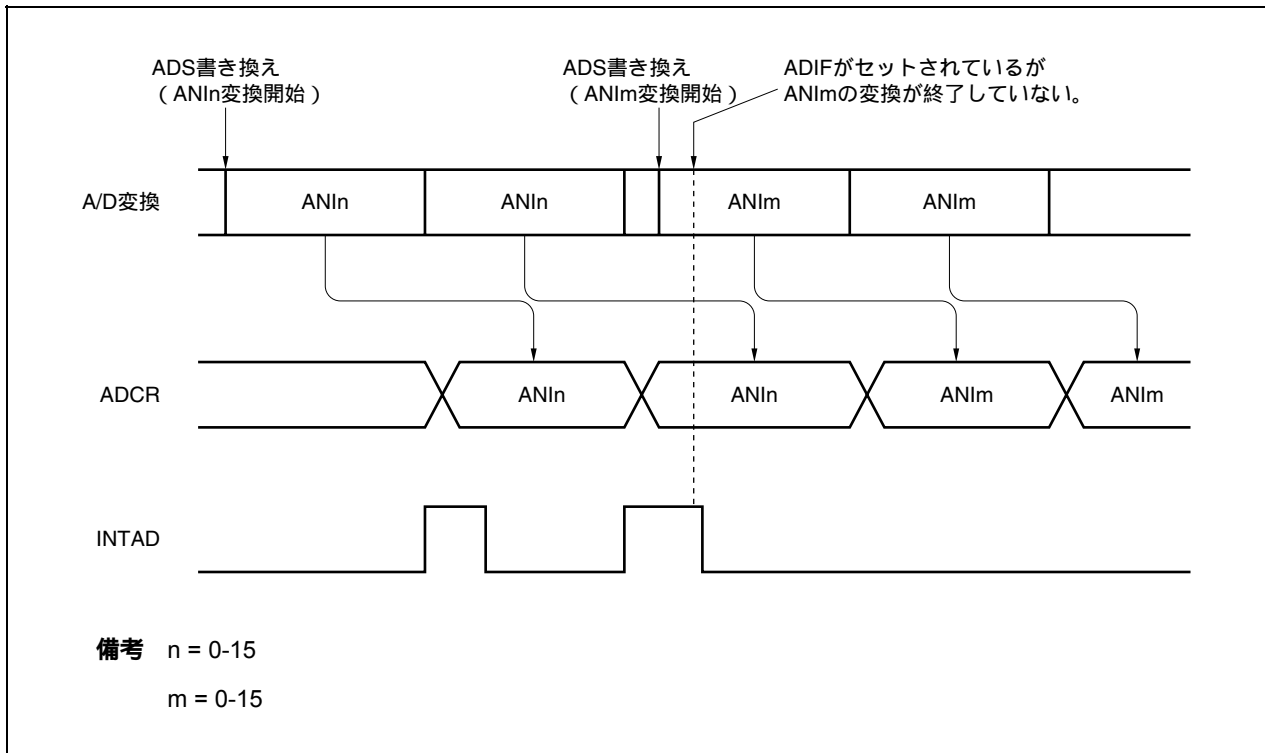 ADS書き換え
（ANIn変換開始）
ADS書き換え
（ANIm変換開始）
ADIFがセットされているが
ANImの変換が終了していない。
A/D変換
ANIn
ANIn
ANIm
ANIm
ADCR
ANIn
ANIn
ANIm
ANIm
INTAD
備考 n = 0-15
m = 0-15